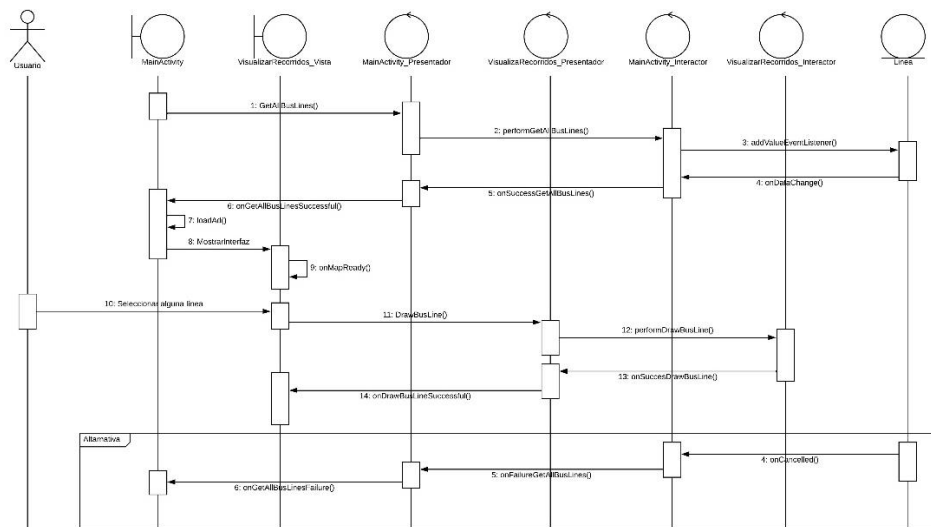 Usuario
MainActivity
VisualizarRecorridos_Vista
MainActivity_Presentador
VisualizaRecorridos_Presentador
MainActivity_Interactor
VisualizarRecorridos_Interactor
Linea
1: GetAllBusLines()
2: performGetAllBusLines()
3: addValueEventListener()
4: onDataChange()
5: onSuccessGetAllBusLines()
6: onGetAllBusLinesSuccessful()
7: loadAd()
8: MostrarInterfaz
9: onMapReady()
10: Seleccionar alguna linea
11: DrawBusLine()
12: performDrawBusLine()
13: onSuccesDrawBusLine()
14: onDrawBusLineSuccessful()
Altamativa
4: onCancelled()
5: onFailureGetAllBusLines()
6: onGetAllBusLinesFailure()